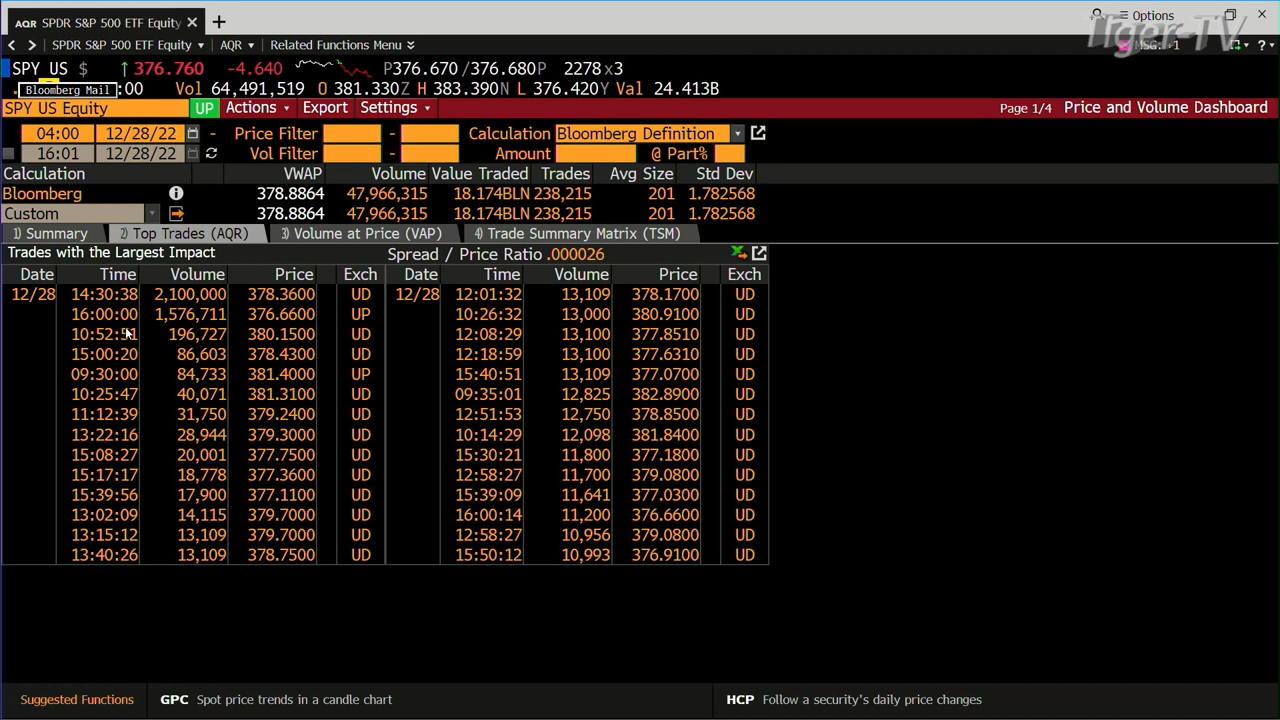 AQR SPDR S&P 500 ETF Equity × +
Options
Tiger-TV
SPDR S&P 500 ETF Equity AQR Related Functions Menu
SPY US $ ↑ 376.760 -4.640 P376.670/376.680P 2278x3
Bloomberg Mail :00 Vol 64,491,519 O 381.330Z H 383.390N L 376.420Y Val 24.413B
SPY US Equity UP Actions Export Settings Page 1/4 Price and Volume Dashboard
04:00 12/28/22 - Price Filter - Calculation Bloomberg Definition
16:01 12/28/22 Vol Filter - Amount @ Part%
Calculation VWAP Volume Value Traded Trades Avg Size Std Dev
Bloomberg 378.8864 47,966,315 18.174BLN 238,215 201 1.782568
Custom 378.8864 47,966,315 18.174BLN 238,215 201 1.782568
1) Summary 2) Top Trades (AQR) 3) Volume at Price (VAP) 4) Trade Summary Matrix (TSM)
Trades with the Largest Impact Spread / Price Ratio .000026
Date Time Volume Price Exch Date Time Volume Price Exch
12/28 14:30:38 2,100,000 378.3600 UD 12/28 12:01:32 13,109 378.1700 UD
16:00:00 1,576,711 376.6600 UP 10:26:32 13,000 380.9100 UD
10:52:51 196,727 380.1500 UD 12:08:29 13,100 377.8510 UD
15:00:20 86,603 378.4300 UD 12:18:59 13,100 377.6310 UD
09:30:00 84,733 381.4000 UP 15:40:51 13,109 377.0700 UD
10:25:47 40,071 381.3100 UD 09:35:01 12,825 382.8900 UD
11:12:39 31,750 379.2400 UD 12:51:53 12,750 378.8500 UD
13:22:16 28,944 379.3000 UD 10:14:29 12,098 381.8400 UD
15:08:27 20,001 377.7500 UD 15:30:21 11,800 377.1800 UD
15:17:17 18,778 377.3600 UD 12:58:27 11,700 379.0800 UD
15:39:56 17,900 377.1100 UD 15:39:09 11,641 377.0300 UD
13:02:09 14,115 379.7000 UD 16:00:14 11,200 376.6600 UD
13:15:12 13,109 379.7000 UD 12:58:27 10,956 379.0800 UD
13:40:26 13,109 378.7500 UD 15:50:12 10,993 376.9100 UD
Suggested Functions GPC Spot price trends in a candle chart HCP Follow a security's daily price changes